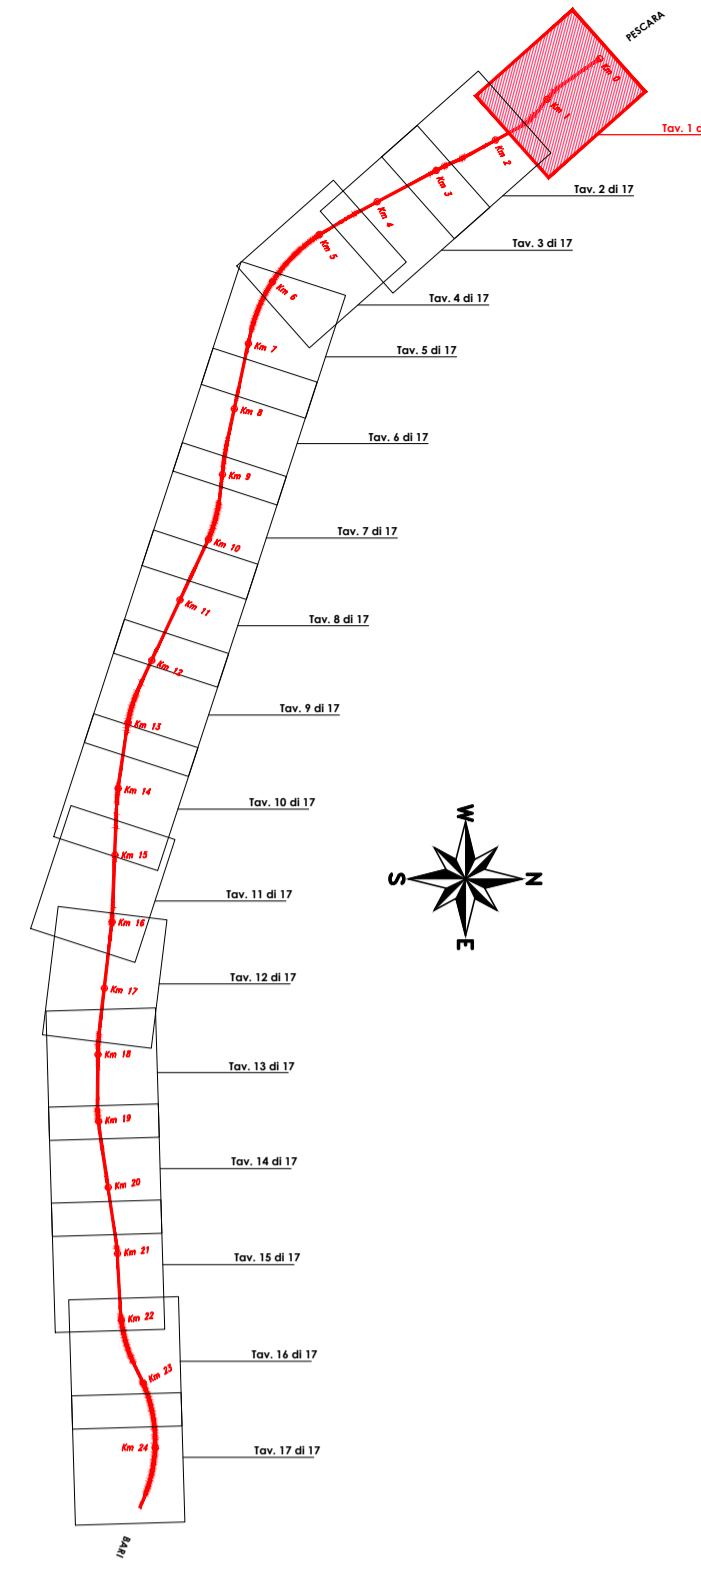 PESCARA
Km 0
Km 1
Tav. 1 d
Km 2
Km 3
Tav. 2 di 17
Km 4
Tav. 3 di 17
Km 5
Km 6
Tav. 4 di 17
Km 7
Tav. 5 di 17
Km 8
Tav. 6 di 17
Km 9
Tav. 7 di 17
Km 10
Km 11
Tav. 8 di 17
Km 12
Tav. 9 di 17
Km 13
Km 14
Tav. 10 di 17
Km 15
Tav. 11 di 17
Km 16
Tav. 12 di 17
Km 17
Km 18
Tav. 13 di 17
Km 19
Tav. 14 di 17
Km 20
Km 21
Tav. 15 di 17
Km 22
Tav. 16 di 17
Km 23
Km 24
Tav. 17 di 17
BARI
W
S
N
E